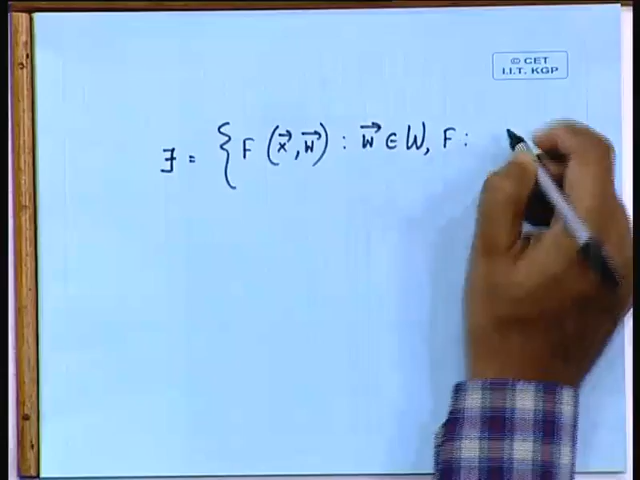 © CET
I.I.T. KGP
ℱ = { F (x⃗, w⃗) : w⃗ ∈ W, F :